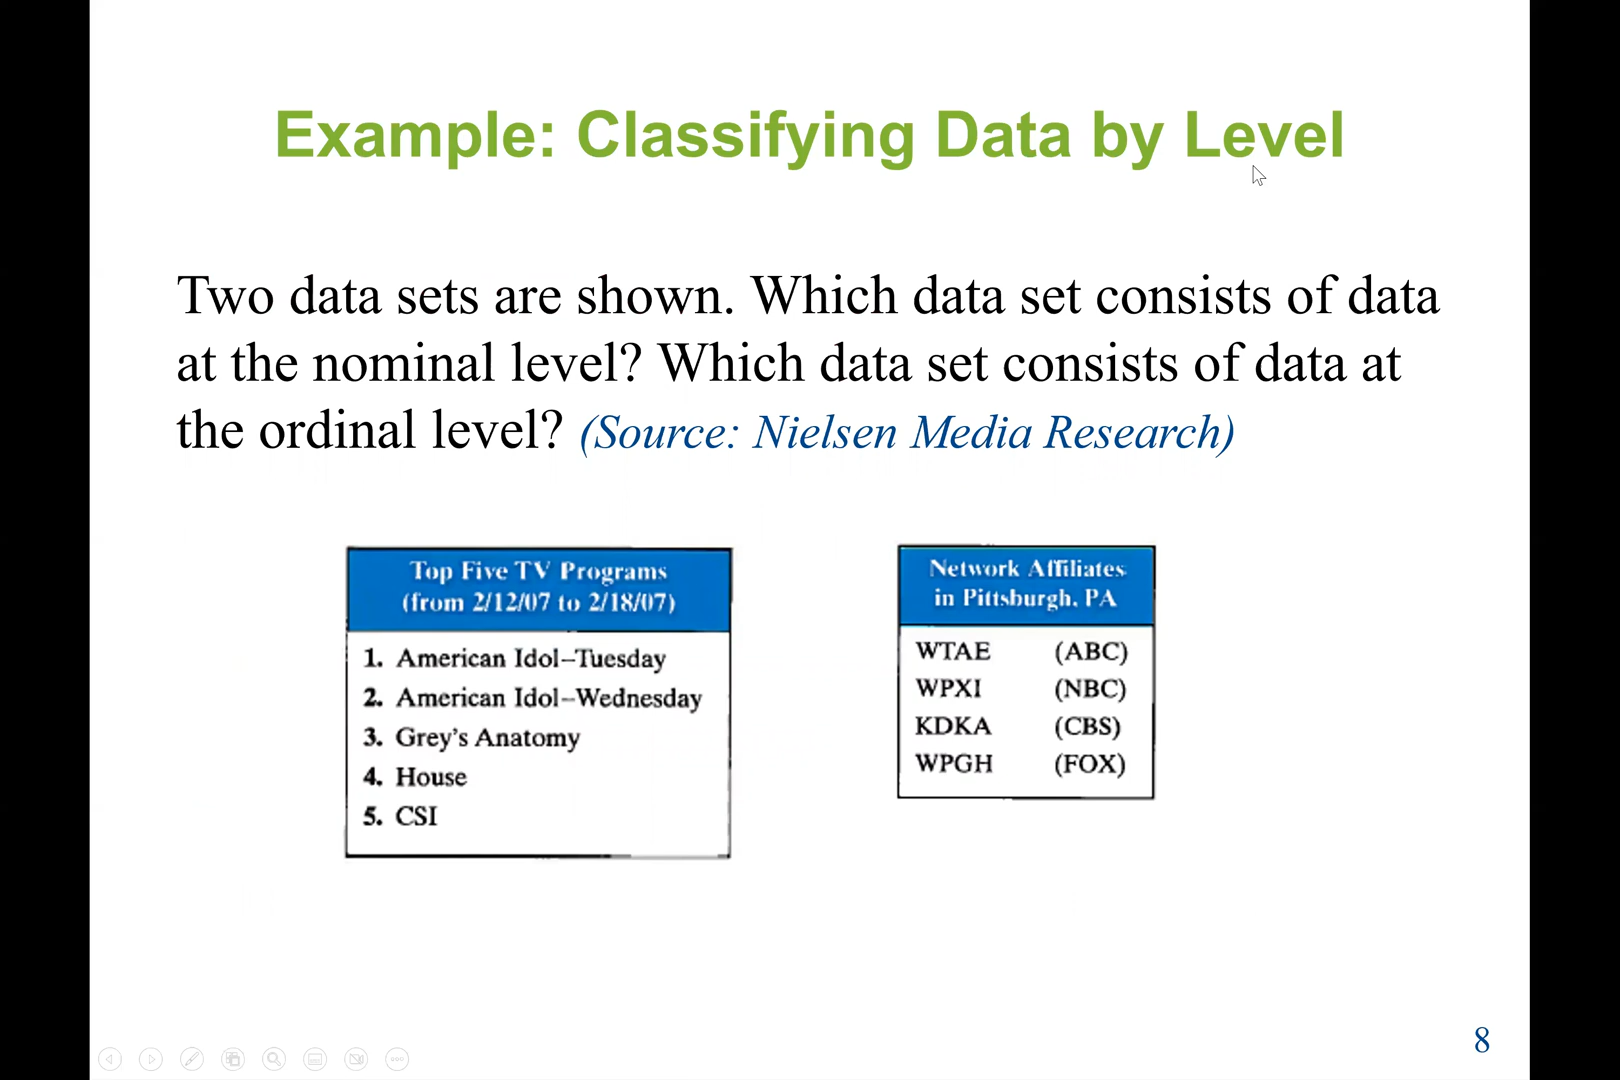 Example: Classifying Data by Level
Two data sets are shown. Which data set consists of data
at the nominal level? Which data set consists of data at
the ordinal level? (Source: Nielsen Media Research)
Top Five TV Programs
(from 2/12/07 to 2/18/07)
1. American Idol–Tuesday
2. American Idol–Wednesday
3. Grey's Anatomy
4. House
5. CSI
Network Affiliates
in Pittsburgh, PA
WTAE (ABC)
WPXI (NBC)
KDKA (CBS)
WPGH (FOX)
8